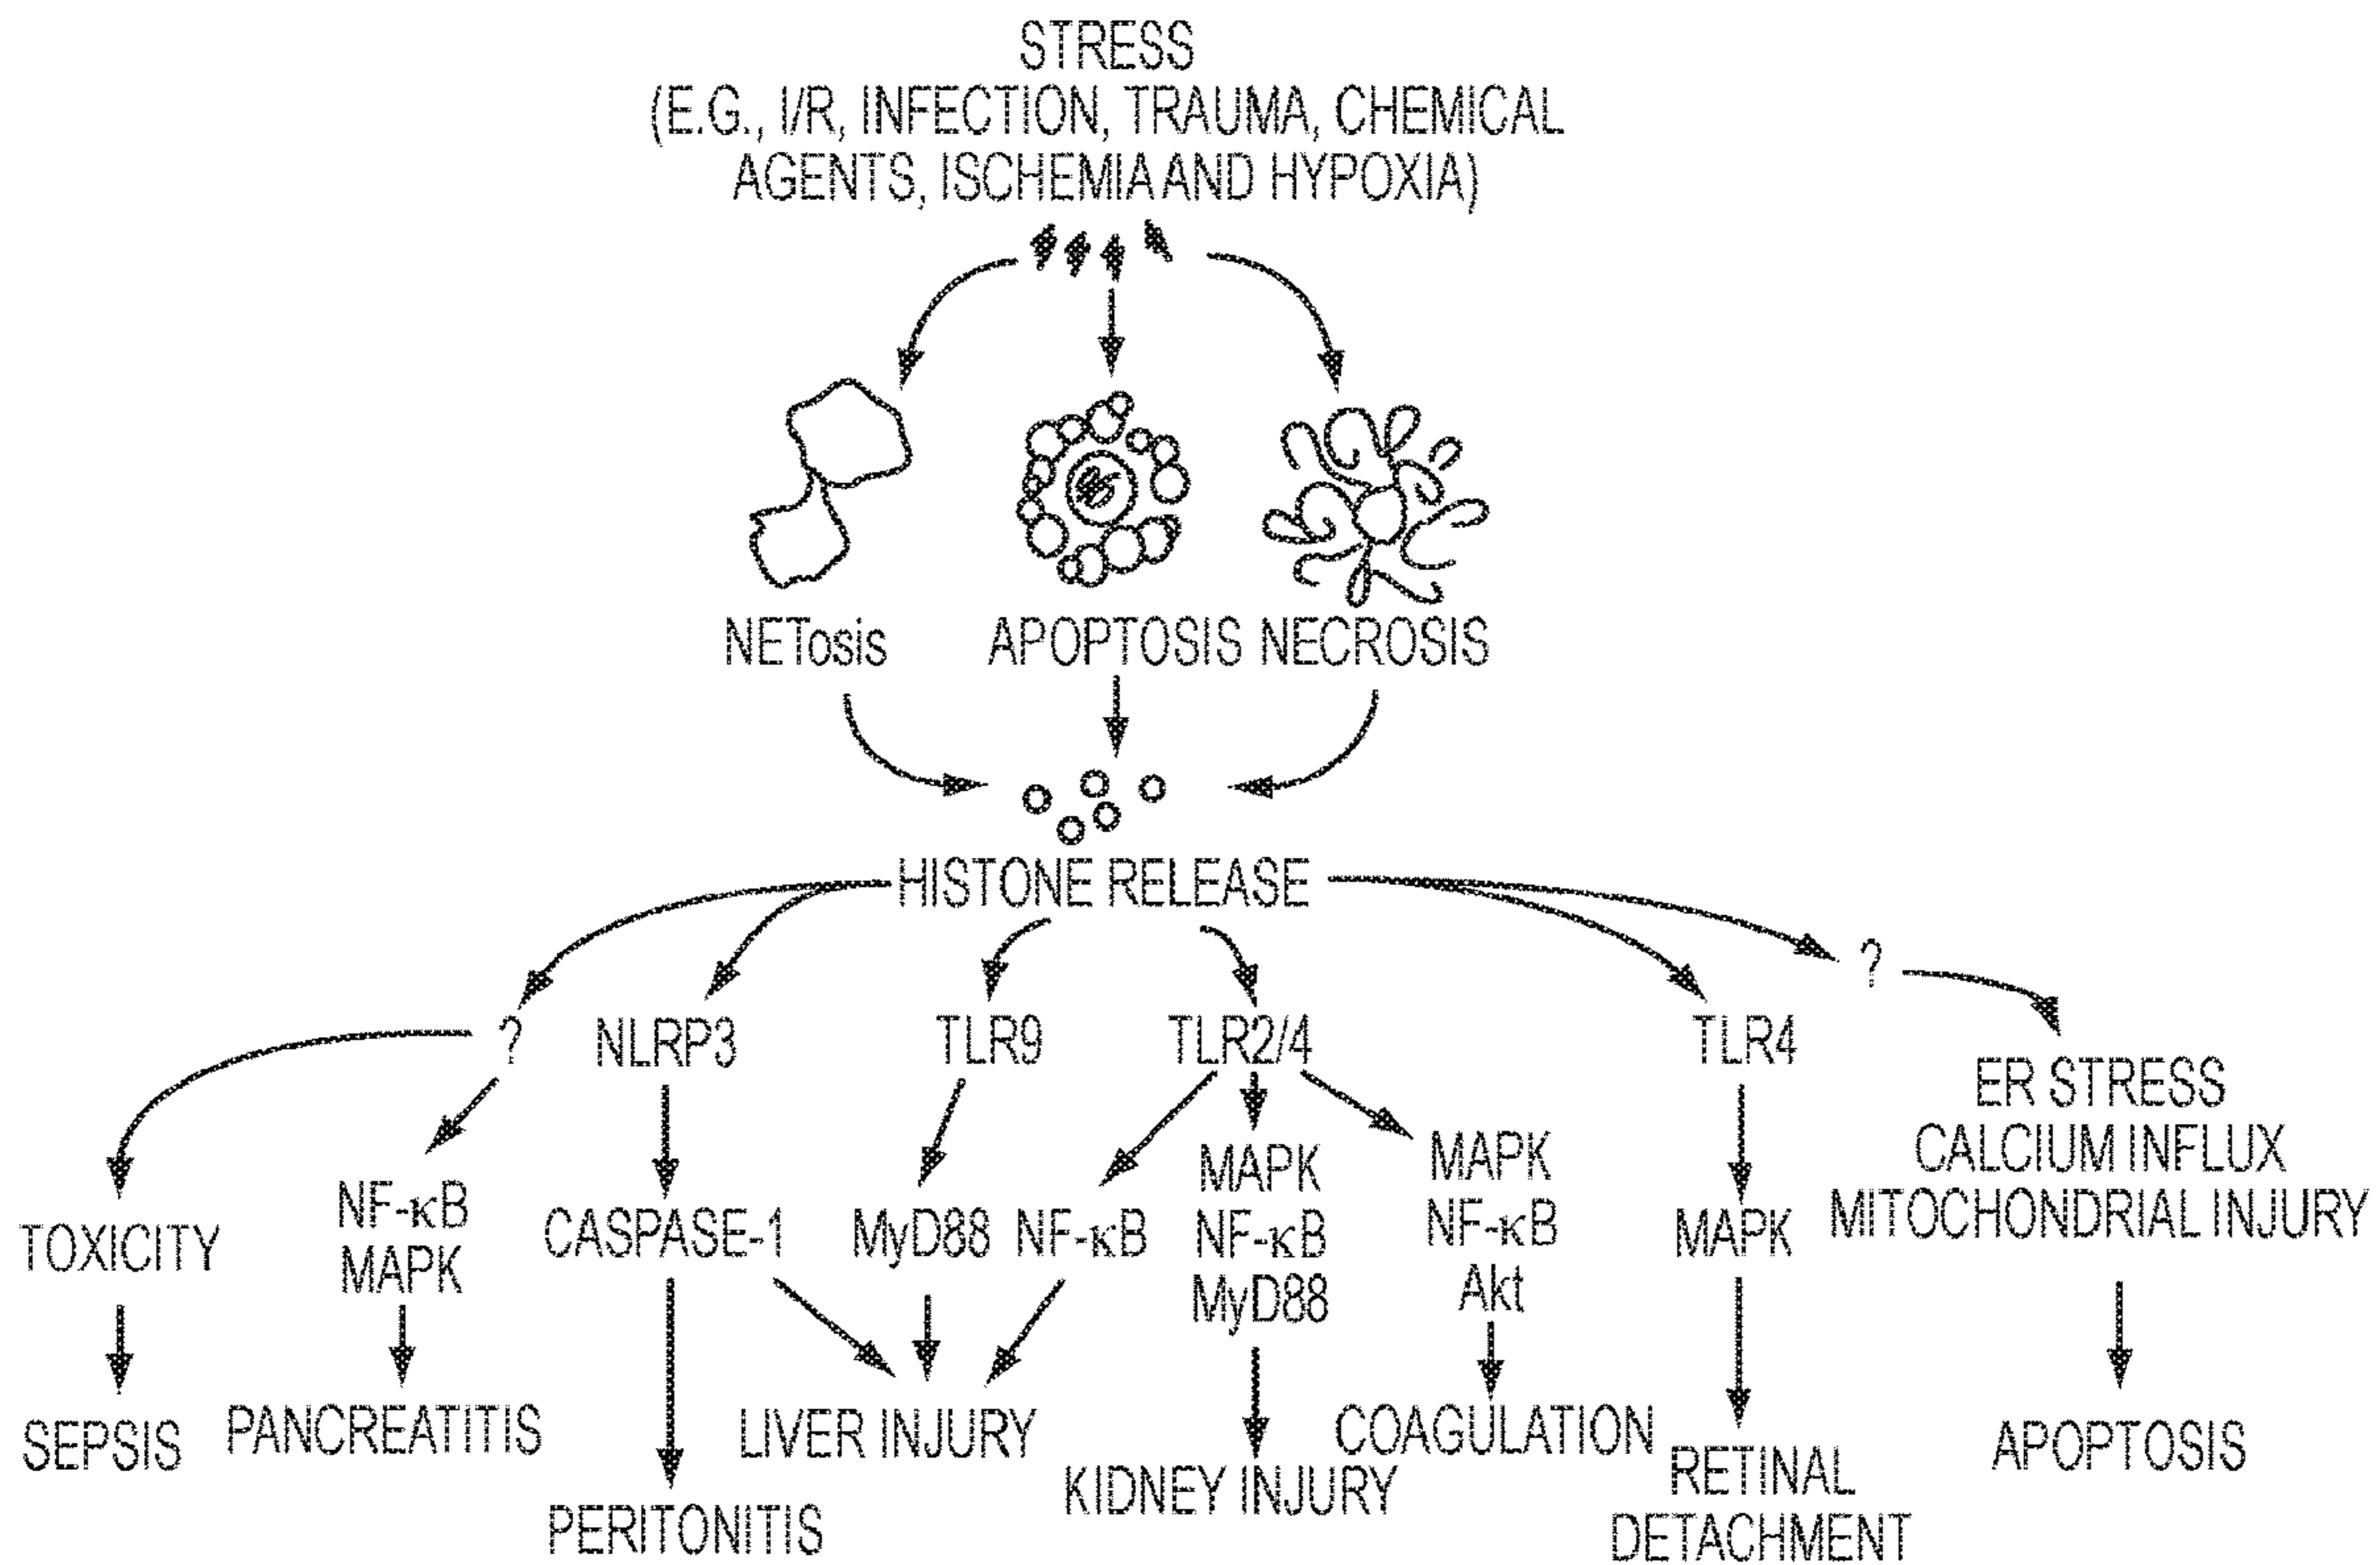 STRESS
(E.G., I/R, INFECTION, TRAUMA, CHEMICAL
AGENTS, ISCHEMIA AND HYPOXIA)
NETosis
APOPTOSIS
NECROSIS
HISTONE RELEASE
?
?
NLRP3
TLR9
TLR2/4
TLR4
ER STRESS
CALCIUM INFLUX
MITOCHONDRIAL INJURY
TOXICITY
NF-κB
MAPK
CASPASE-1
MyD88
NF-κB
MAPK
NF-κB
MyD88
MAPK
NF-κB
Akt
MAPK
SEPSIS
PANCREATITIS
PERITONITIS
LIVER INJURY
KIDNEY INJURY
COAGULATION
RETINAL
DETACHMENT
APOPTOSIS